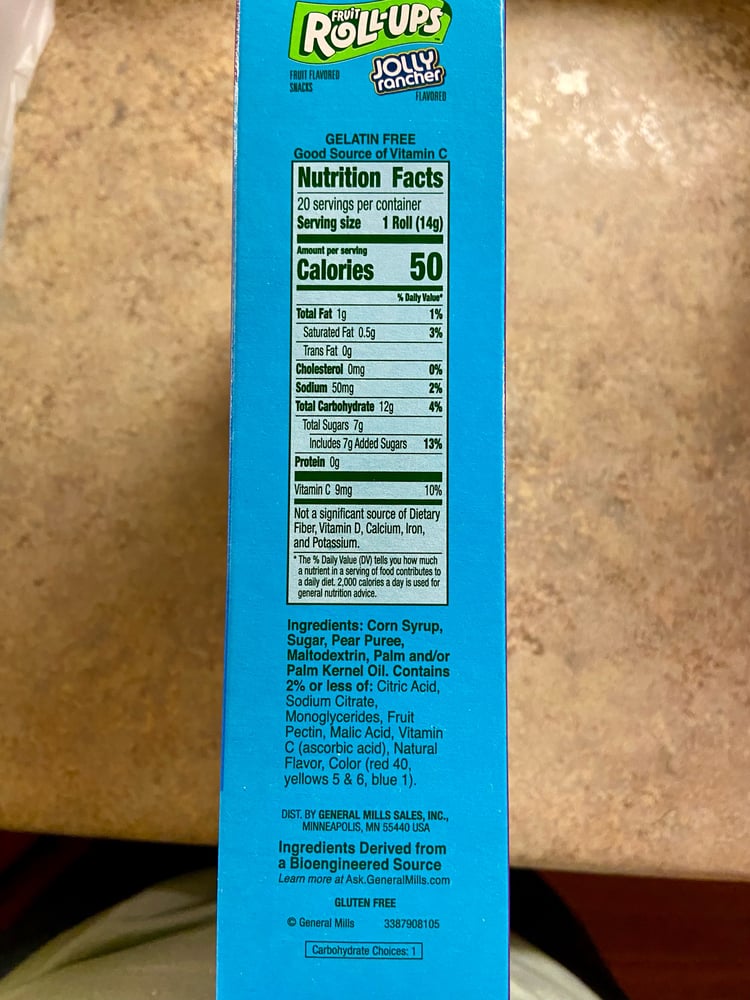 FRUIT
ROLL-UPS
FRUIT FLAVORED
SNACKS
JOLLY
rancher
FLAVORED
GELATIN FREE
Good Source of Vitamin C
Nutrition Facts
20 servings per container
Serving size 1 Roll (14g)
Amount per serving
Calories 50
% Daily Value*
Total Fat 1g 1%
Saturated Fat 0.5g 3%
Trans Fat 0g
Cholesterol 0mg 0%
Sodium 50mg 2%
Total Carbohydrate 12g 4%
Total Sugars 7g
Includes 7g Added Sugars 13%
Protein 0g
Vitamin C 9mg 10%
Not a significant source of Dietary
Fiber, Vitamin D, Calcium, Iron,
and Potassium.
* The % Daily Value (DV) tells you how much
a nutrient in a serving of food contributes to
a daily diet. 2,000 calories a day is used for
general nutrition advice.
Ingredients: Corn Syrup,
Sugar, Pear Puree,
Maltodextrin, Palm and/or
Palm Kernel Oil. Contains
2% or less of: Citric Acid,
Sodium Citrate,
Monoglycerides, Fruit
Pectin, Malic Acid, Vitamin
C (ascorbic acid), Natural
Flavor, Color (red 40,
yellows 5 & 6, blue 1).
DIST. BY GENERAL MILLS SALES, INC.,
MINNEAPOLIS, MN 55440 USA
Ingredients Derived from
a Bioengineered Source
Learn more at Ask.GeneralMills.com
GLUTEN FREE
© General Mills 3387908105
Carbohydrate Choices: 1